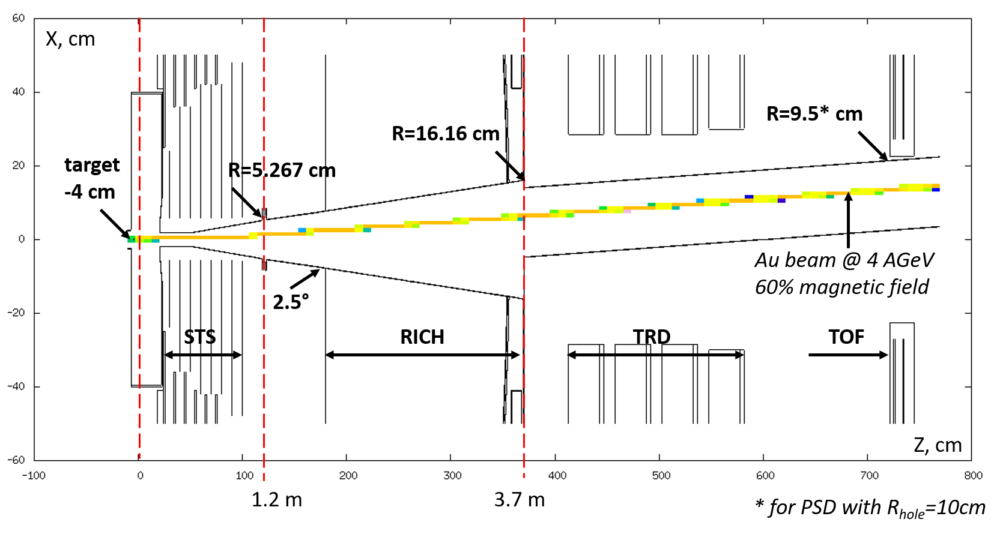 60
X, cm
40
R=9.5* cm
R=16.16 cm
target
-4 cm
R=5.267 cm
20
0
Au beam @ 4 AGeV
60% magnetic field
2.5°
-20
STS
RICH
TRD
TOF
-40
Z, cm
-60
-100
0
100
200
300
400
500
600
700
800
1.2 m
3.7 m
* for PSD with Rhole=10cm